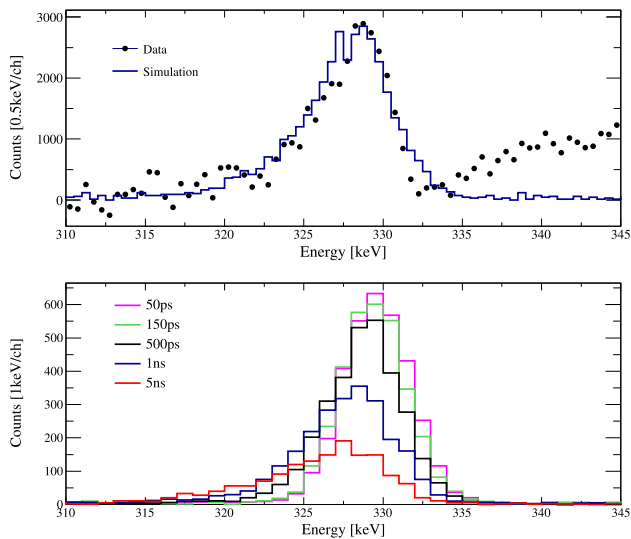 3000
2000
1000
0
Counts [0.5keV/ch]
Data
Simulation
310 315 320 325 330 335 340 345
Energy [keV]
600
500
400
300
200
100
0
Counts [1keV/ch]
50ps
150ps
500ps
1ns
5ns
310 315 320 325 330 335 340 345
Energy [keV]